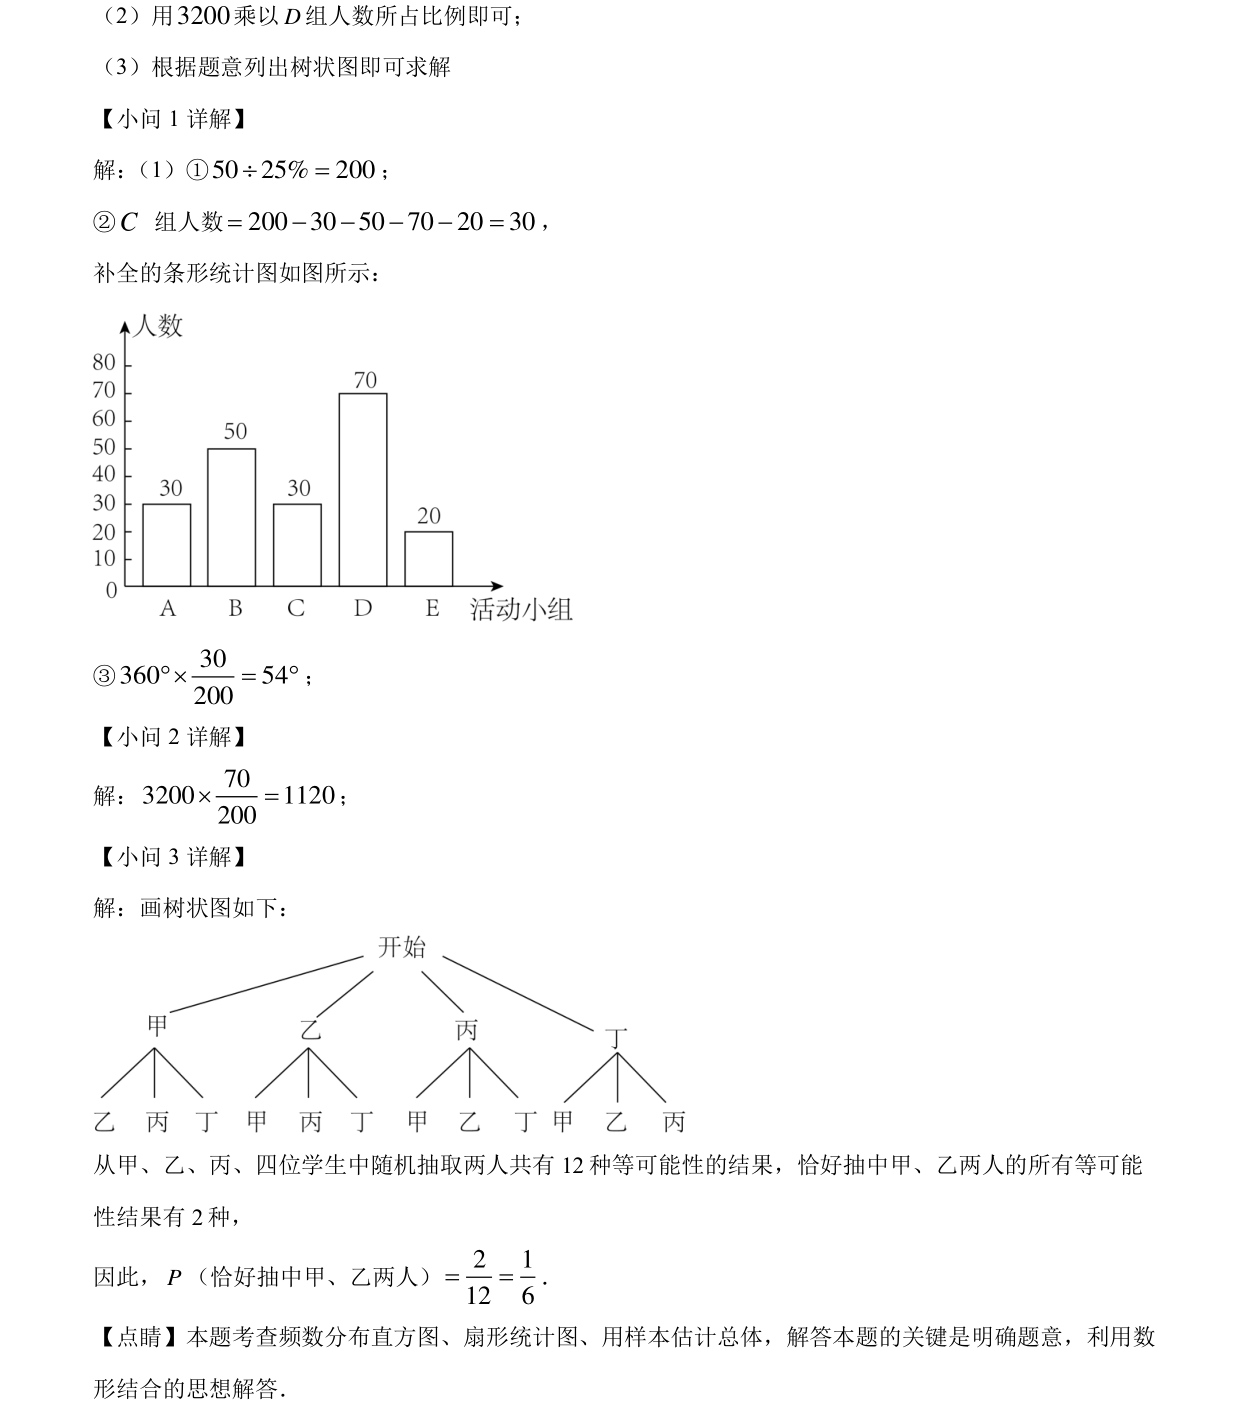 （2）用3200乘以D组人数所占比例即可；
（3）根据题意列出树状图即可求解
【小问 1 详解】
解：（1）①50÷25%=200；
②C 组人数=200−30−50−70−20=30，
补全的条形统计图如图所示：
人数
80
70
60
50
40
30
20
10
0
30
50
30
70
20
A B C D E 活动小组
③360°×30/200=54°；
【小问 2 详解】
解：3200×70/200=1120；
【小问 3 详解】
解：画树状图如下：
开始
甲 乙 丙 丁
乙 丙 丁 甲 丙 丁 甲 乙 丁 甲 乙 丙
从甲、乙、丙、四位学生中随机抽取两人共有 12 种等可能性的结果，恰好抽中甲、乙两人的所有等可能
性结果有 2 种，
因此，P（恰好抽中甲、乙两人）=2/12=1/6．
【点睛】本题考查频数分布直方图、扇形统计图、用样本估计总体，解答本题的关键是明确题意，利用数
形结合的思想解答．